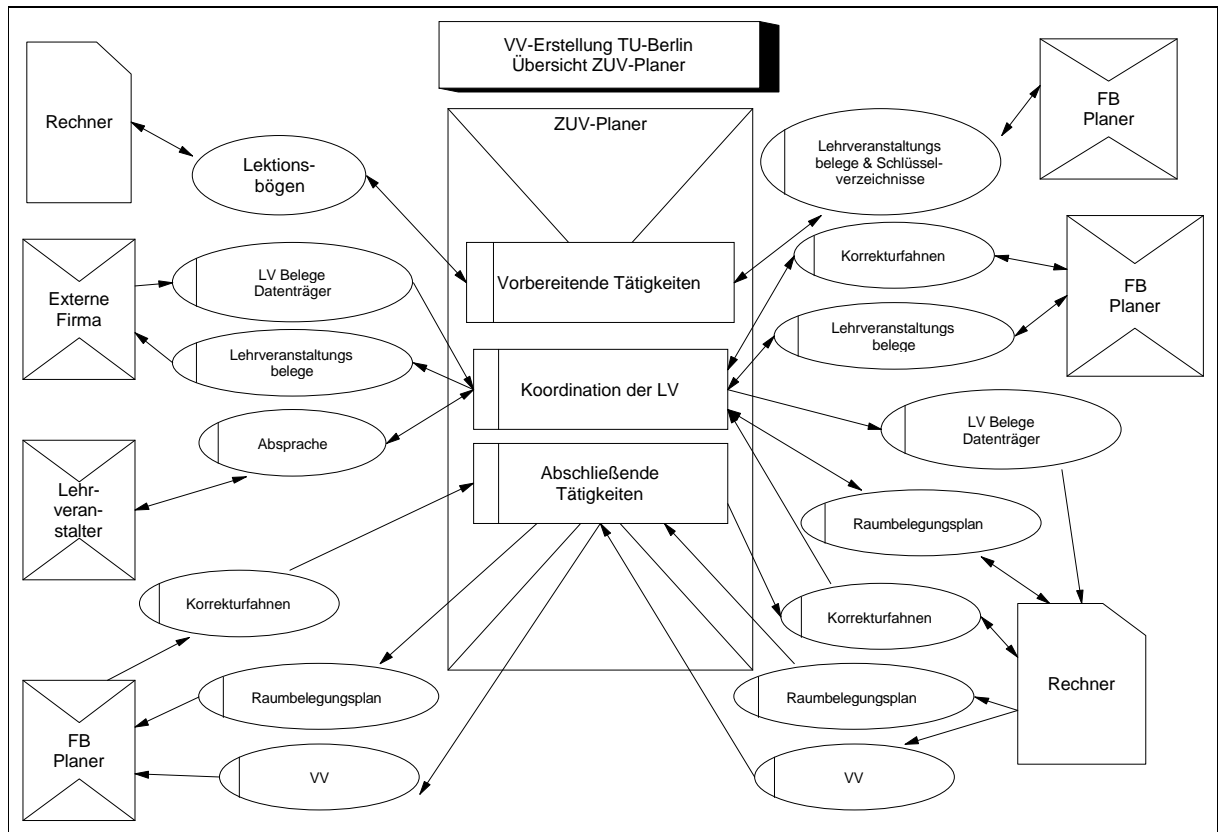 VV-Erstellung TU-Berlin
Übersicht ZUV-Planer
Rechner
Lektions-
bögen
ZUV-Planer
Lehrveranstaltungs
belege & Schlüssel-
verzeichnisse
FB
Planer
Externe
Firma
LV Belege
Datenträger
Lehrveranstaltungs
belege
Vorbereitende Tätigkeiten
Korrekturfahnen
Lehrveranstaltungs
belege
FB
Planer
Koordination der LV
LV Belege
Datenträger
Absprache
Lehr-
veran-
stalter
Abschließende
Tätigkeiten
Raumbelegungsplan
Korrekturfahnen
Korrekturfahnen
Rechner
FB
Planer
Raumbelegungsplan
VV
Raumbelegungsplan
VV